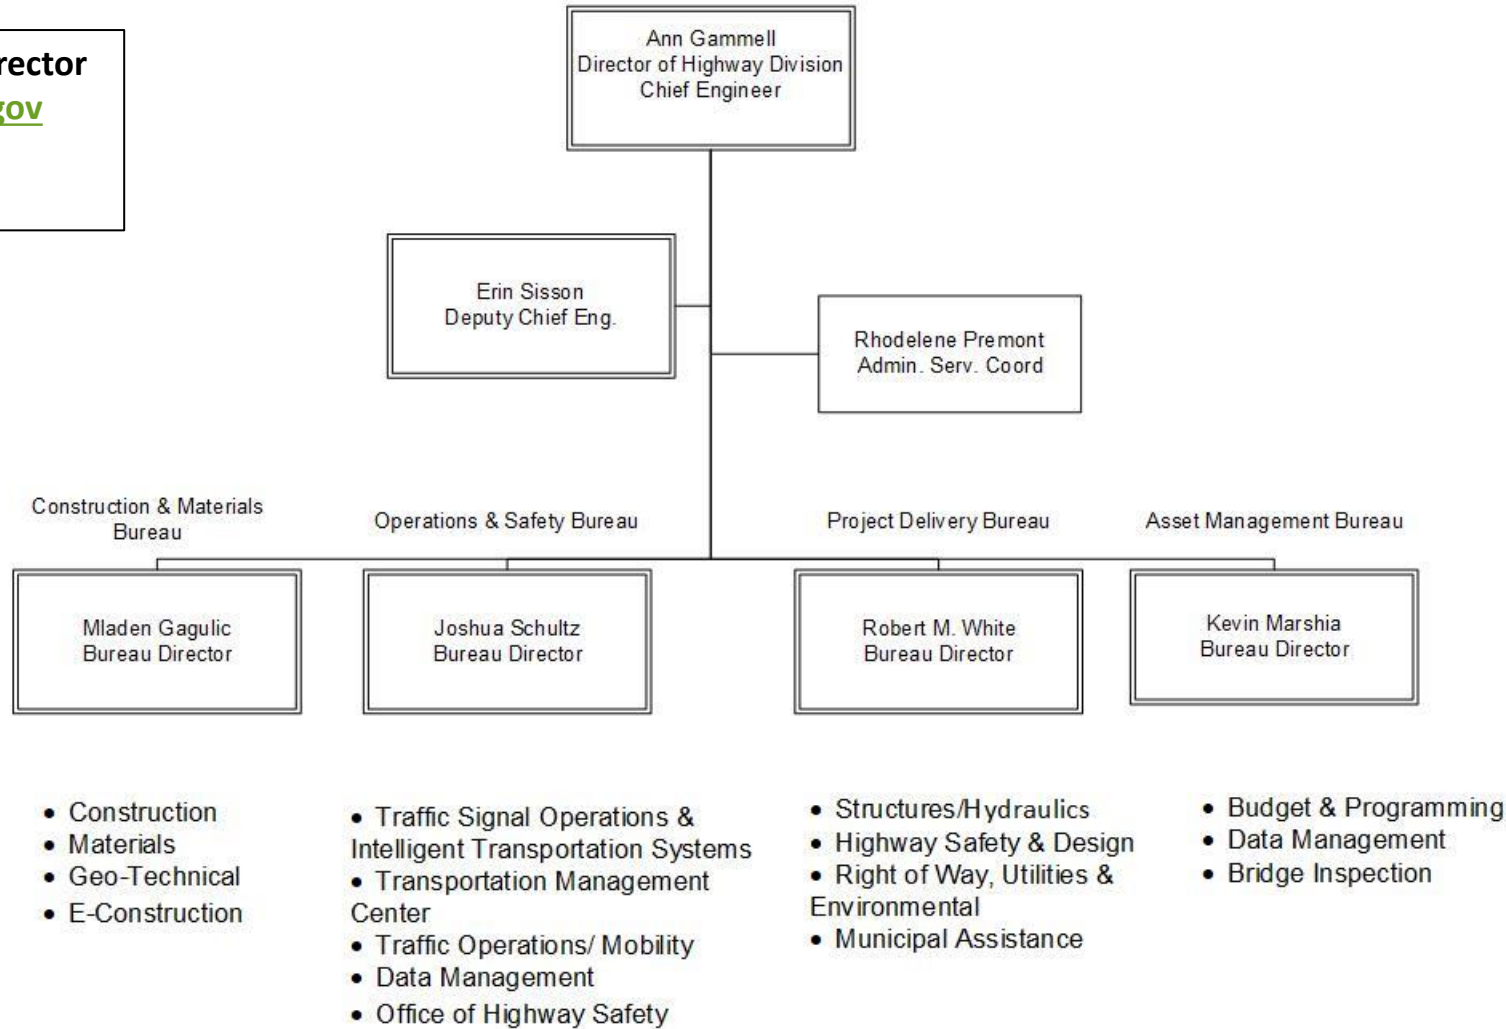 rector
gov
Ann Gammell
Director of Highway Division
Chief Engineer
Erin Sisson
Deputy Chief Eng.
Rhodelene Premont
Admin. Serv. Coord
Construction & Materials
Bureau
Operations & Safety Bureau
Project Delivery Bureau
Asset Management Bureau
Mladen Gagulic
Bureau Director
Joshua Schultz
Bureau Director
Robert M. White
Bureau Director
Kevin Marshia
Bureau Director
• Construction
• Materials
• Geo-Technical
• E-Construction
• Traffic Signal Operations &
Intelligent Transportation Systems
• Transportation Management
Center
• Traffic Operations/ Mobility
• Data Management
• Office of Highway Safety
• Structures/Hydraulics
• Highway Safety & Design
• Right of Way, Utilities &
Environmental
• Municipal Assistance
• Budget & Programming
• Data Management
• Bridge Inspection